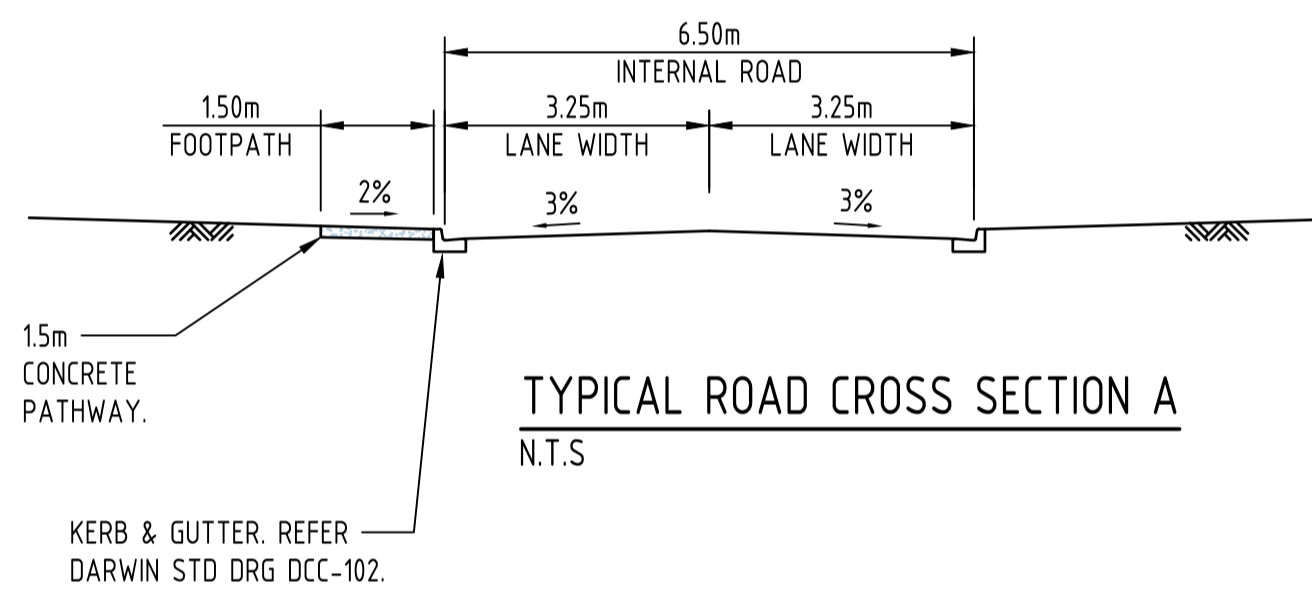 6.50m
INTERNAL ROAD
1.50m
FOOTPATH
3.25m
LANE WIDTH
3.25m
LANE WIDTH
2%
3%
3%
1.5m
CONCRETE
PATHWAY.
TYPICAL ROAD CROSS SECTION A
N.T.S
KERB & GUTTER. REFER
DARWIN STD DRG DCC-102.